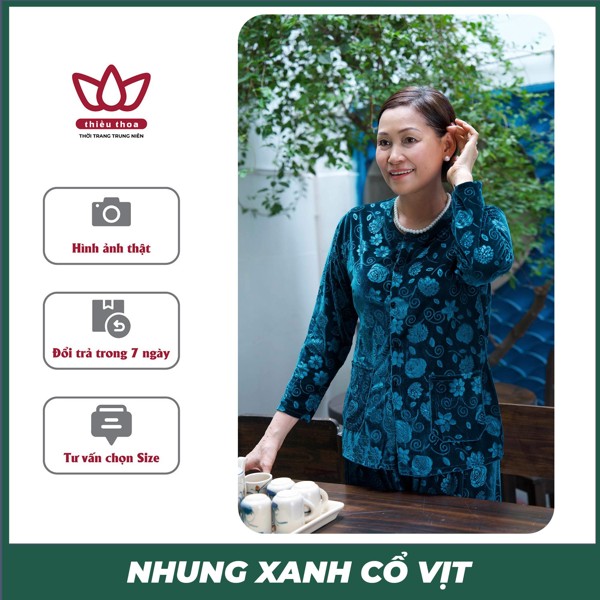 thiêu thoa
THỜI TRANG TRUNG NIÊN
Hình ảnh thật
Đổi trả trong 7 ngày
Tư vấn chọn Size
NHUNG XANH CỔ VỊT